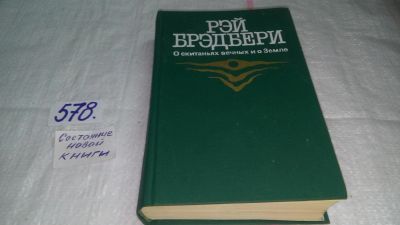 РЭЙ
БРЭДБЕРИ
О скитаньях вечных и о Земле
578.
Состояние
новой
книги